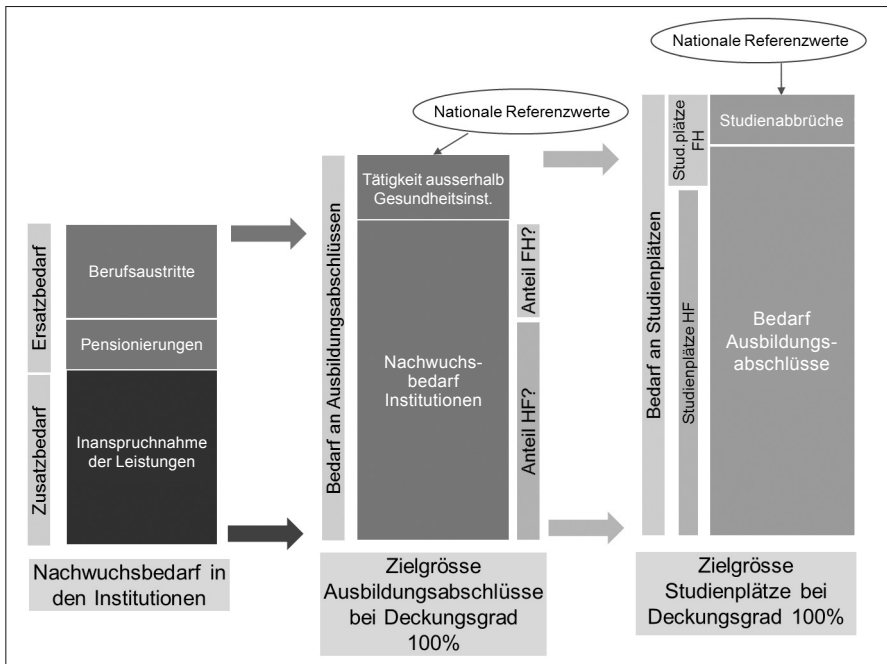 Nationale Referenzwerte
Nationale Referenzwerte
Ersatzbedarf
Zusatzbedarf
Berufsaustritte
Pensionierungen
Inanspruchnahme
der Leistungen
Nachwuchsbedarf in
den Institutionen
Bedarf an Ausbildungsabschlüssen
Tätigkeit ausserhalb
Gesundheitsinst.
Nachwuchs-
bedarf
Institutionen
Anteil FH?
Anteil HF?
Zielgrösse
Ausbildungsabschlüsse
bei Deckungsgrad
100%
Bedarf an Studienplätzen
Stud.plätze
FH
Studienplätze HF
Studienabbrüche
Bedarf
Ausbildungs-
abschlüsse
Zielgrösse
Studienplätze bei
Deckungsgrad 100%